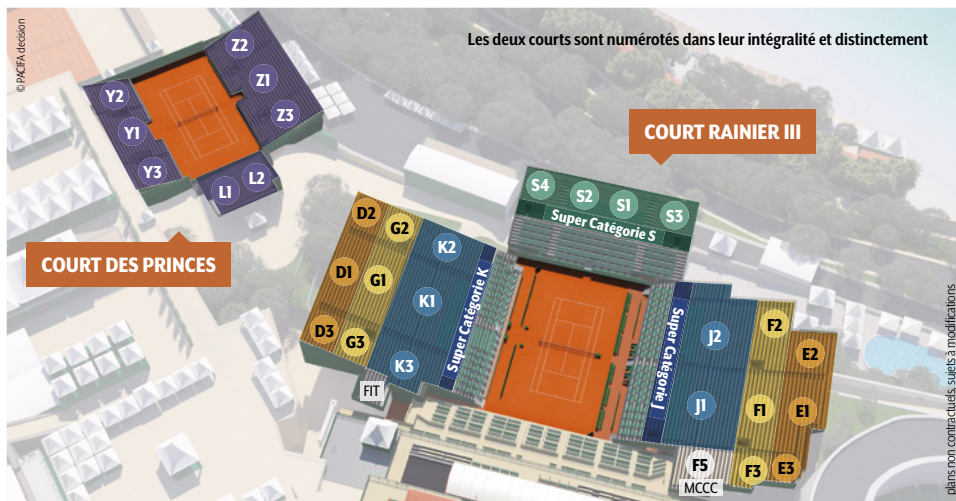 © PACIFA decision
Les deux courts sont numérotés dans leur intégralité et distinctement
Z2
Z1
Z3
Y2
Y1
Y3
L1
L2
COURT DES PRINCES
COURT RAINIER III
S4
S2
S1
S3
Super Catégorie S
D2
G2
K2
D1
G1
K1
D3
G3
K3
Super Catégorie K
FIT
Super Catégorie J
J2
J1
F2
E2
F1
E1
F5
F3
E3
MCCC
plans non contractuels, sujets à modifications